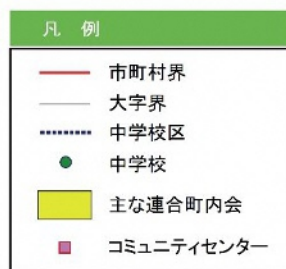 凡 例
市町村界
大字界
中学校区
中学校
主な連合町内会
コミュニティセンター